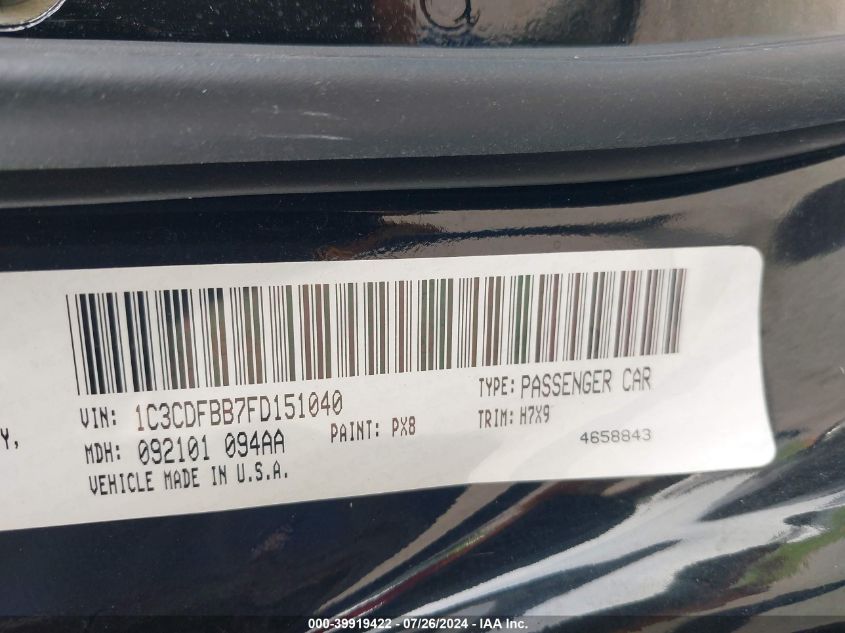 VIN: 1C3CDFBB7FD151040
TYPE: PASSENGER CAR
Y,
MDH: 092101 094AA
PAINT: PX8
TRIM: H7X9
VEHICLE MADE IN U.S.A.
4658843
000-39919422 - 07/26/2024 - IAA Inc.